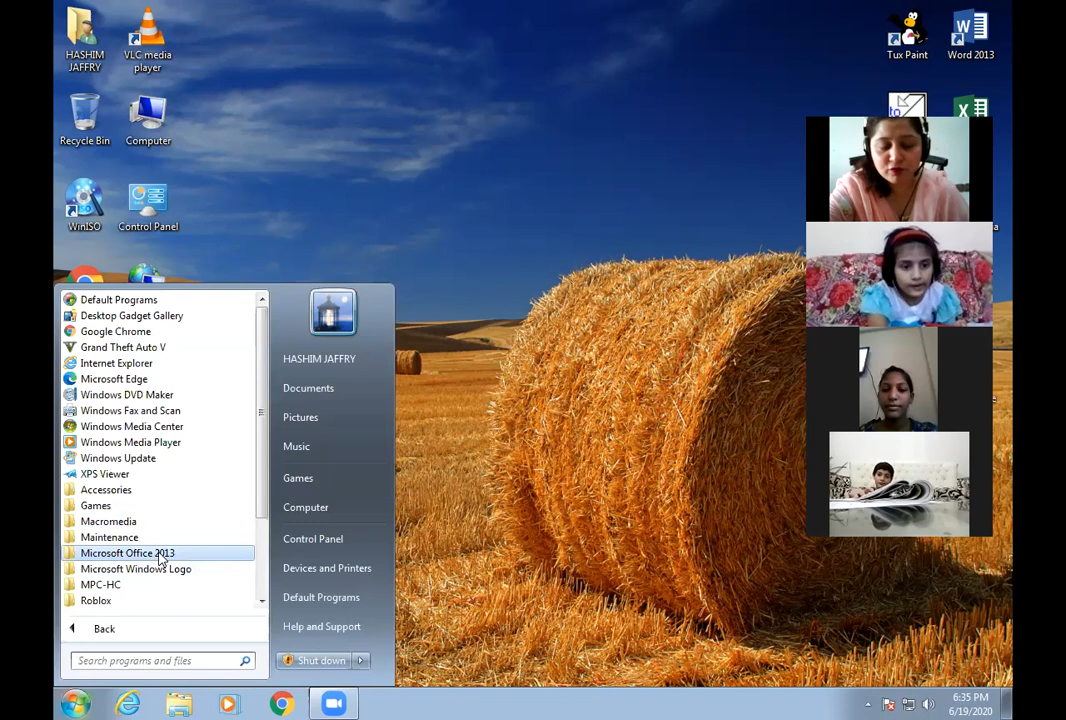 HASHIM
JAFFRY
VLC media
player
Recycle Bin
Computer
WinISO
Control Panel
Tux Paint
Word 2013
to
Default Programs
Desktop Gadget Gallery
Google Chrome
Grand Theft Auto V
Internet Explorer
Microsoft Edge
Windows DVD Maker
Windows Fax and Scan
Windows Media Center
Windows Media Player
Windows Update
XPS Viewer
Accessories
Games
Macromedia
Maintenance
Microsoft Office 2013
Microsoft Windows Logo
MPC-HC
Roblox
Back
Search programs and files
HASHIM JAFFRY
Documents
Pictures
Music
Games
Computer
Control Panel
Devices and Printers
Default Programs
Help and Support
Shut down
6:35 PM
6/19/2020